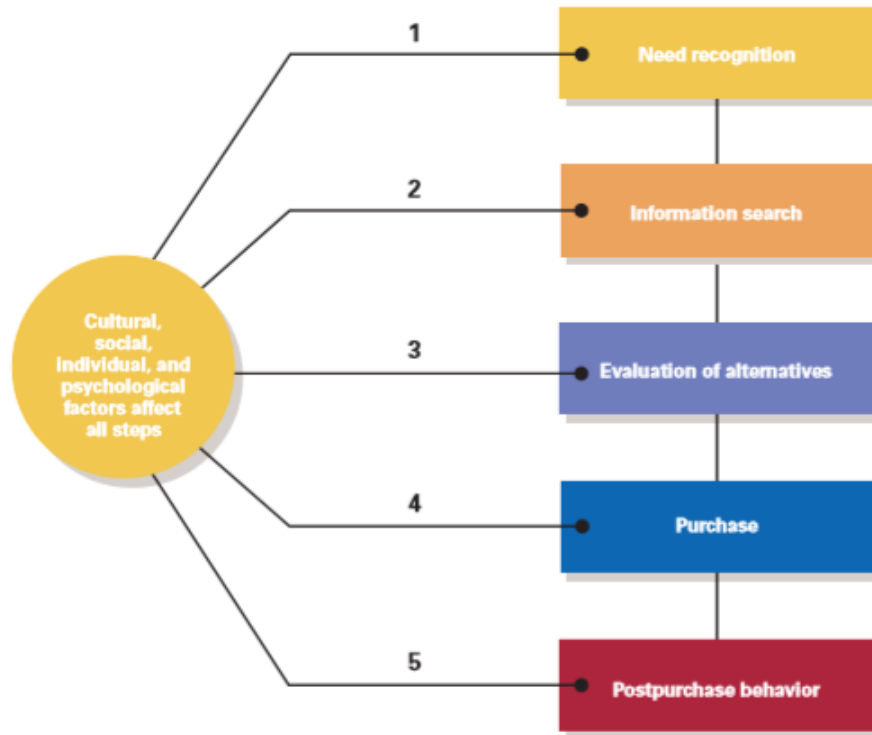 1
Need recognition
2
Information search
Cultural,
social,
individual, and
psychological
factors affect
all steps
3
Evaluation of alternatives
4
Purchase
5
Postpurchase behavior